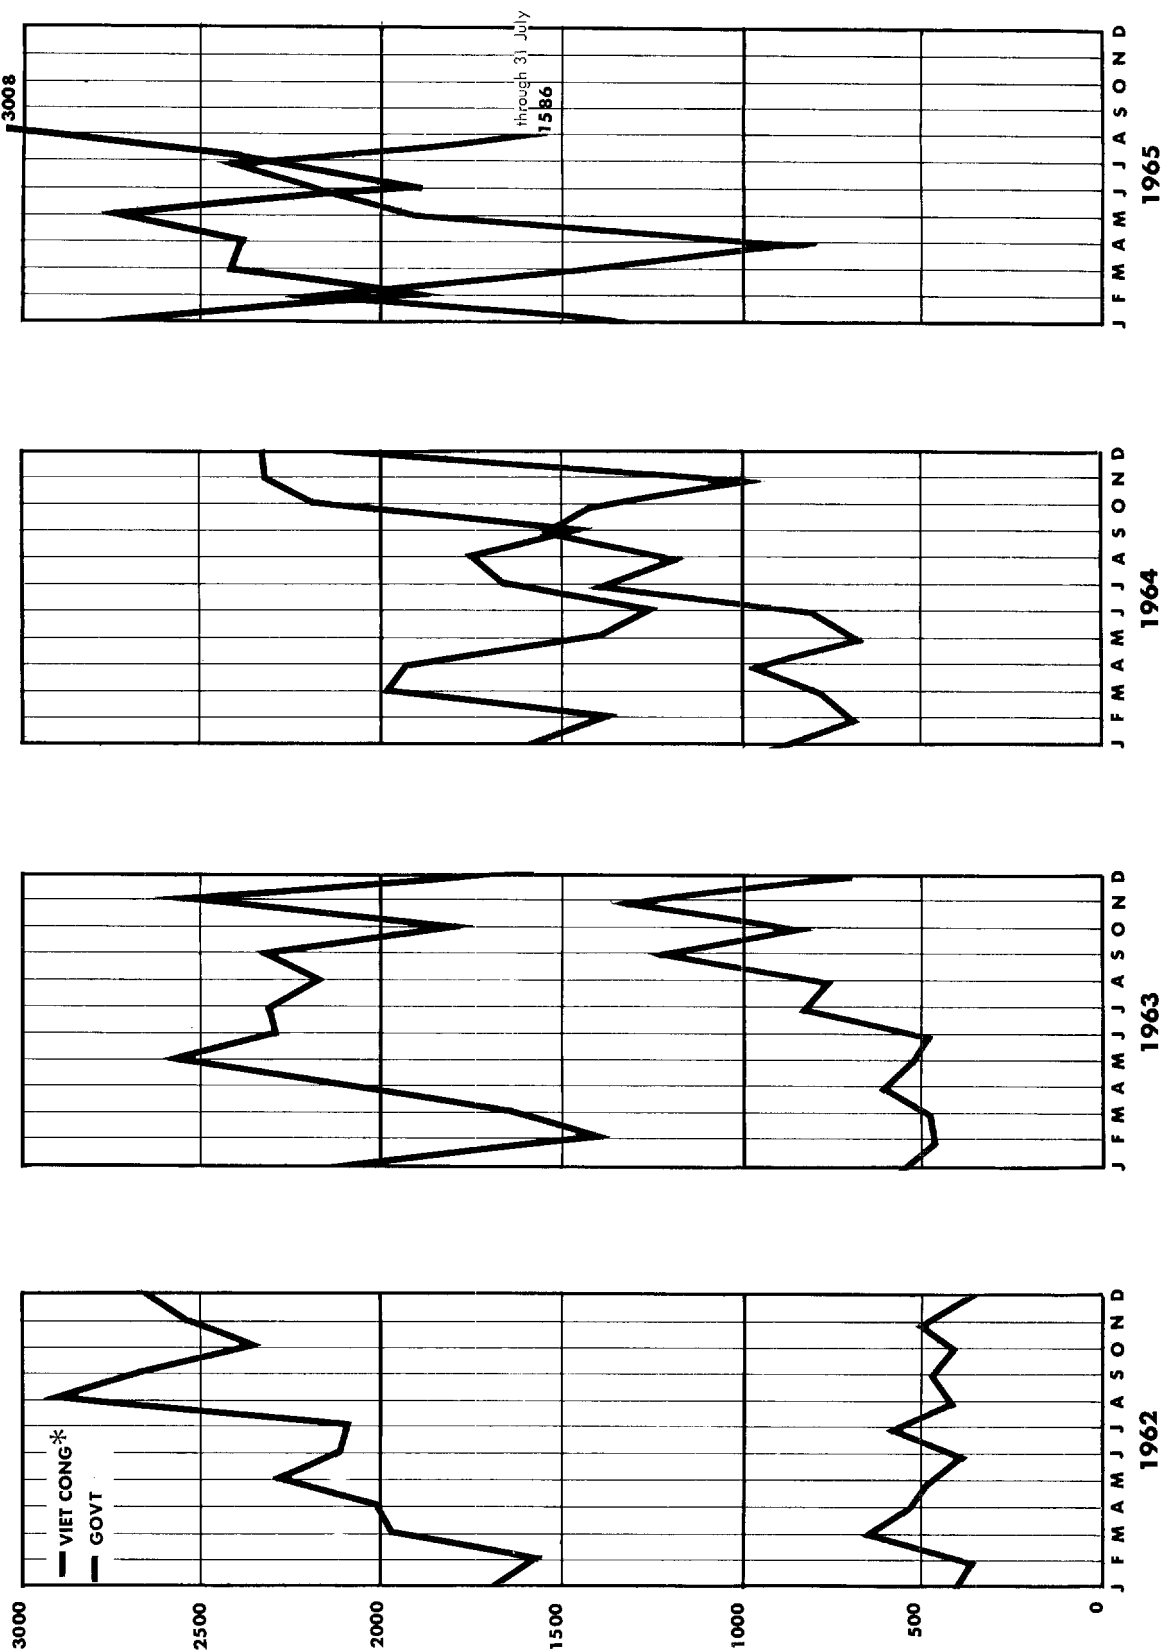 VIET CONG*
GOVT
3000
2500
2000
1500
1000
500
0
J F M A M J J A S O N D
1962
J F M A M J J A S O N D
1963
J F M A M J J A S O N D
1964
3008
through 31 July
1586
J F M A M J J A S O N D
1965